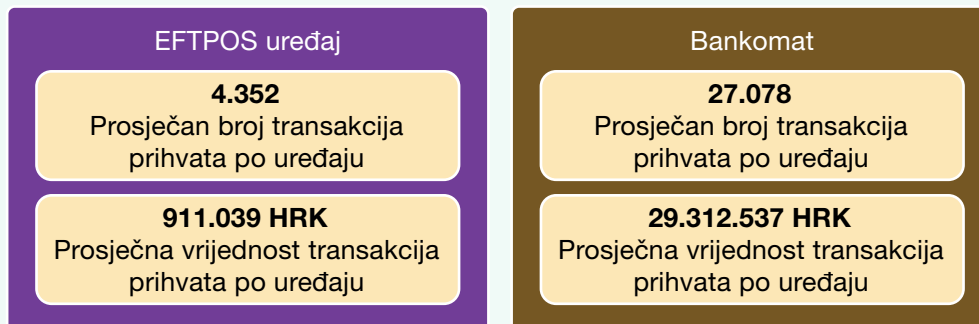 EFTPOS uređaj
4.352
Prosječan broj transakcija
prihvata po uređaju
911.039 HRK
Prosječna vrijednost transakcija
prihvata po uređaju
Bankomat
27.078
Prosječan broj transakcija
prihvata po uređaju
29.312.537 HRK
Prosječna vrijednost transakcija
prihvata po uređaju